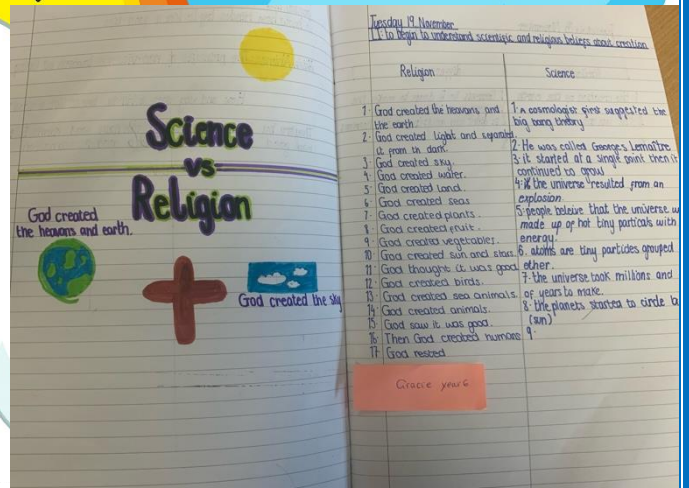 Science
vs
Religion
God created
the heavans and earth.
God created the sky
Tuesday 19 November
LI: to begin to understand scientific and religious beliefs about creation
Religion
1. God created the heavans and
the earth
2. God created light and separated
it from th dark.
3. God created sky.
4. God created water.
5. God created land.
6. God created seas
7. God created plants.
8. God created fruit.
9. God created vegetables.
10. God created sun and stars.
11. God thought it was good.
12. God created birds.
13. God created sea animals.
14. God created animals.
15. God saw it was good.
16. Then God created humans
17. God rested
Science
1. A cosmologist first suggested the
big bang theory
2. He was called Georges Lemaître
3. it started at a single point then it
continued to grow
4. the universe resulted from an
explosion.
5. people beleive that the universe w
made up of hot tiny particals with
energy.
6. atoms are tiny particles grouped
ether.
7. the universe took millions and
of years to make.
8. the planets started to circle
(sun)
9.
Gracie year 6